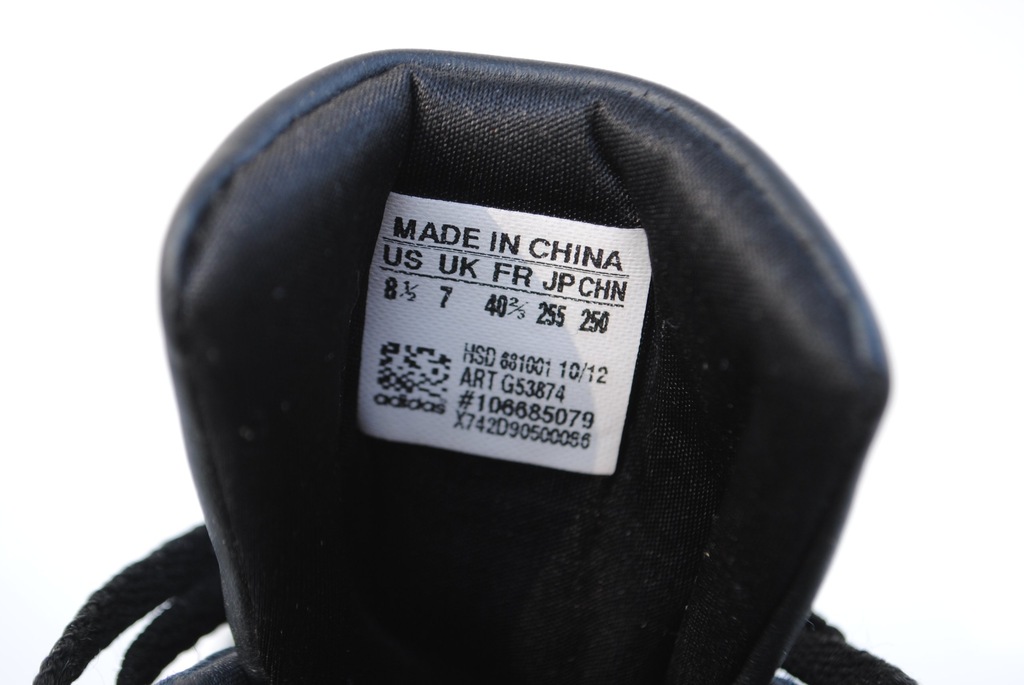 MADE IN CHINA
US UK FR JP CHN
8½ 7 40⅔ 255 250
HSD 681001 10/12
ART G53874
#106685079
X742D90500086
adidas